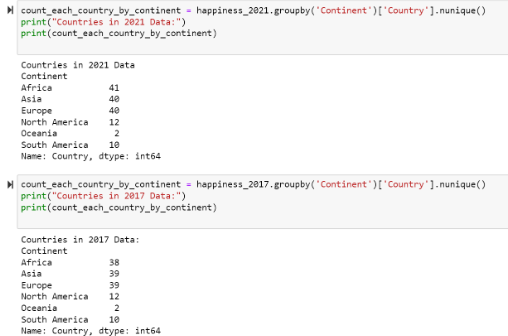 count_each_country_by_continent = happiness_2021.groupby('Continent')['Country'].nunique()
print("Countries in 2021 Data:")
print(count_each_country_by_continent)
Countries in 2021 Data
Continent
Africa 41
Asia 40
Europe 40
North America 12
Oceania 2
South America 10
Name: Country, dtype: int64
count_each_country_by_continent = happiness_2017.groupby('Continent')['Country'].nunique()
print("Countries in 2017 Data:")
print(count_each_country_by_continent)
Countries in 2017 Data:
Continent
Africa 38
Asia 39
Europe 39
North America 12
Oceania 2
South America 10
Name: Country, dtype: int64